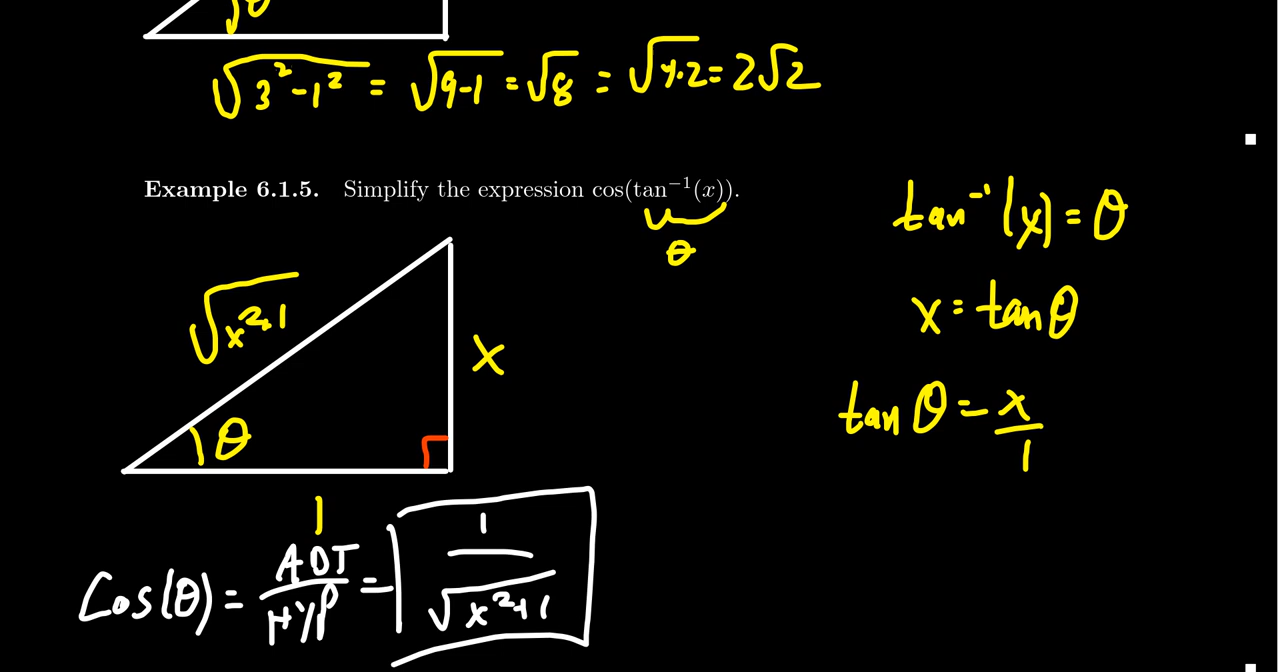 θ
√(3²-1²) = √(9-1) = √8 = √(4·2) = 2√2
Example 6.1.5. Simplify the expression cos(tan⁻¹(x)).
θ
tan⁻¹(x) = θ
x = tanθ
tanθ = x/1
√(x²+1)
x
θ
1
Cos(θ) = ADJ/HYP = 1/√(x²+1)